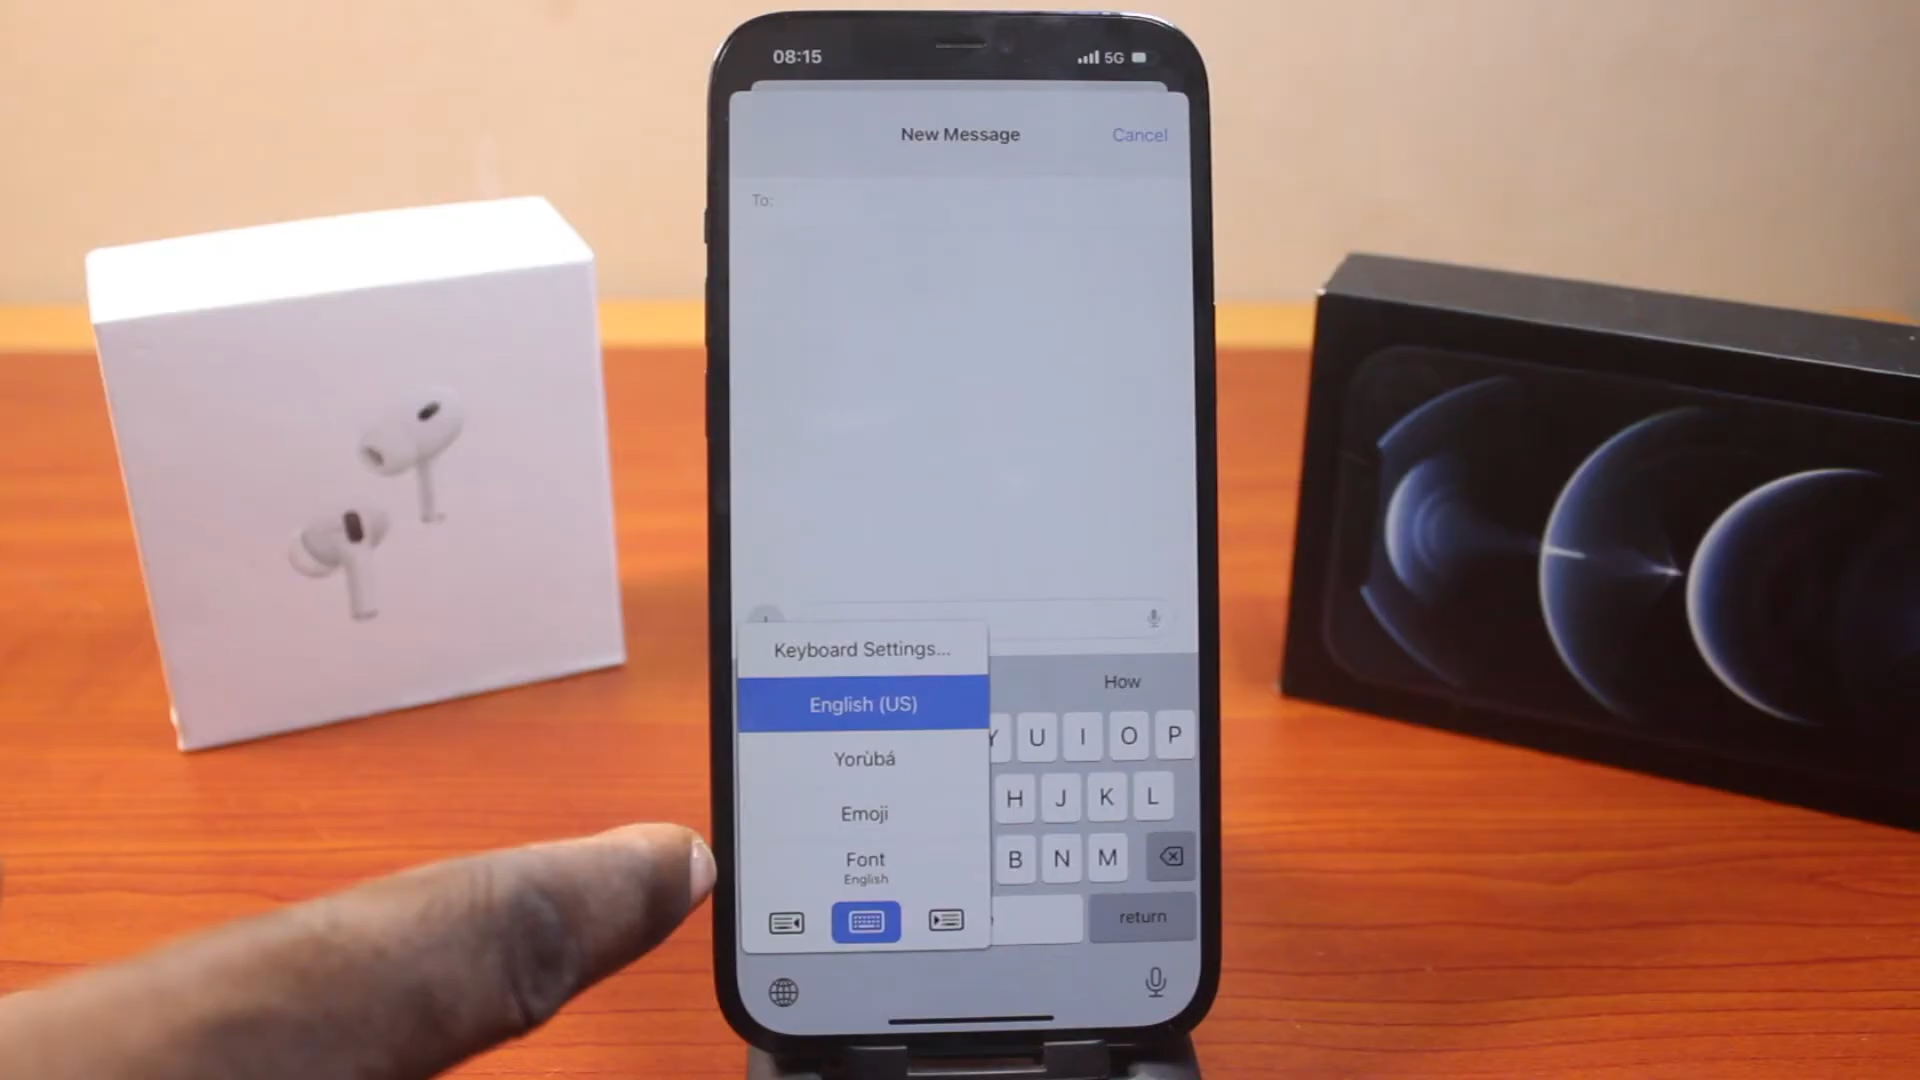 08:15
5G
New Message
Cancel
To:
Keyboard Settings...
English (US)
Yorùbá
Emoji
Font
English
How
Y U I O P
H J K L
B N M
return